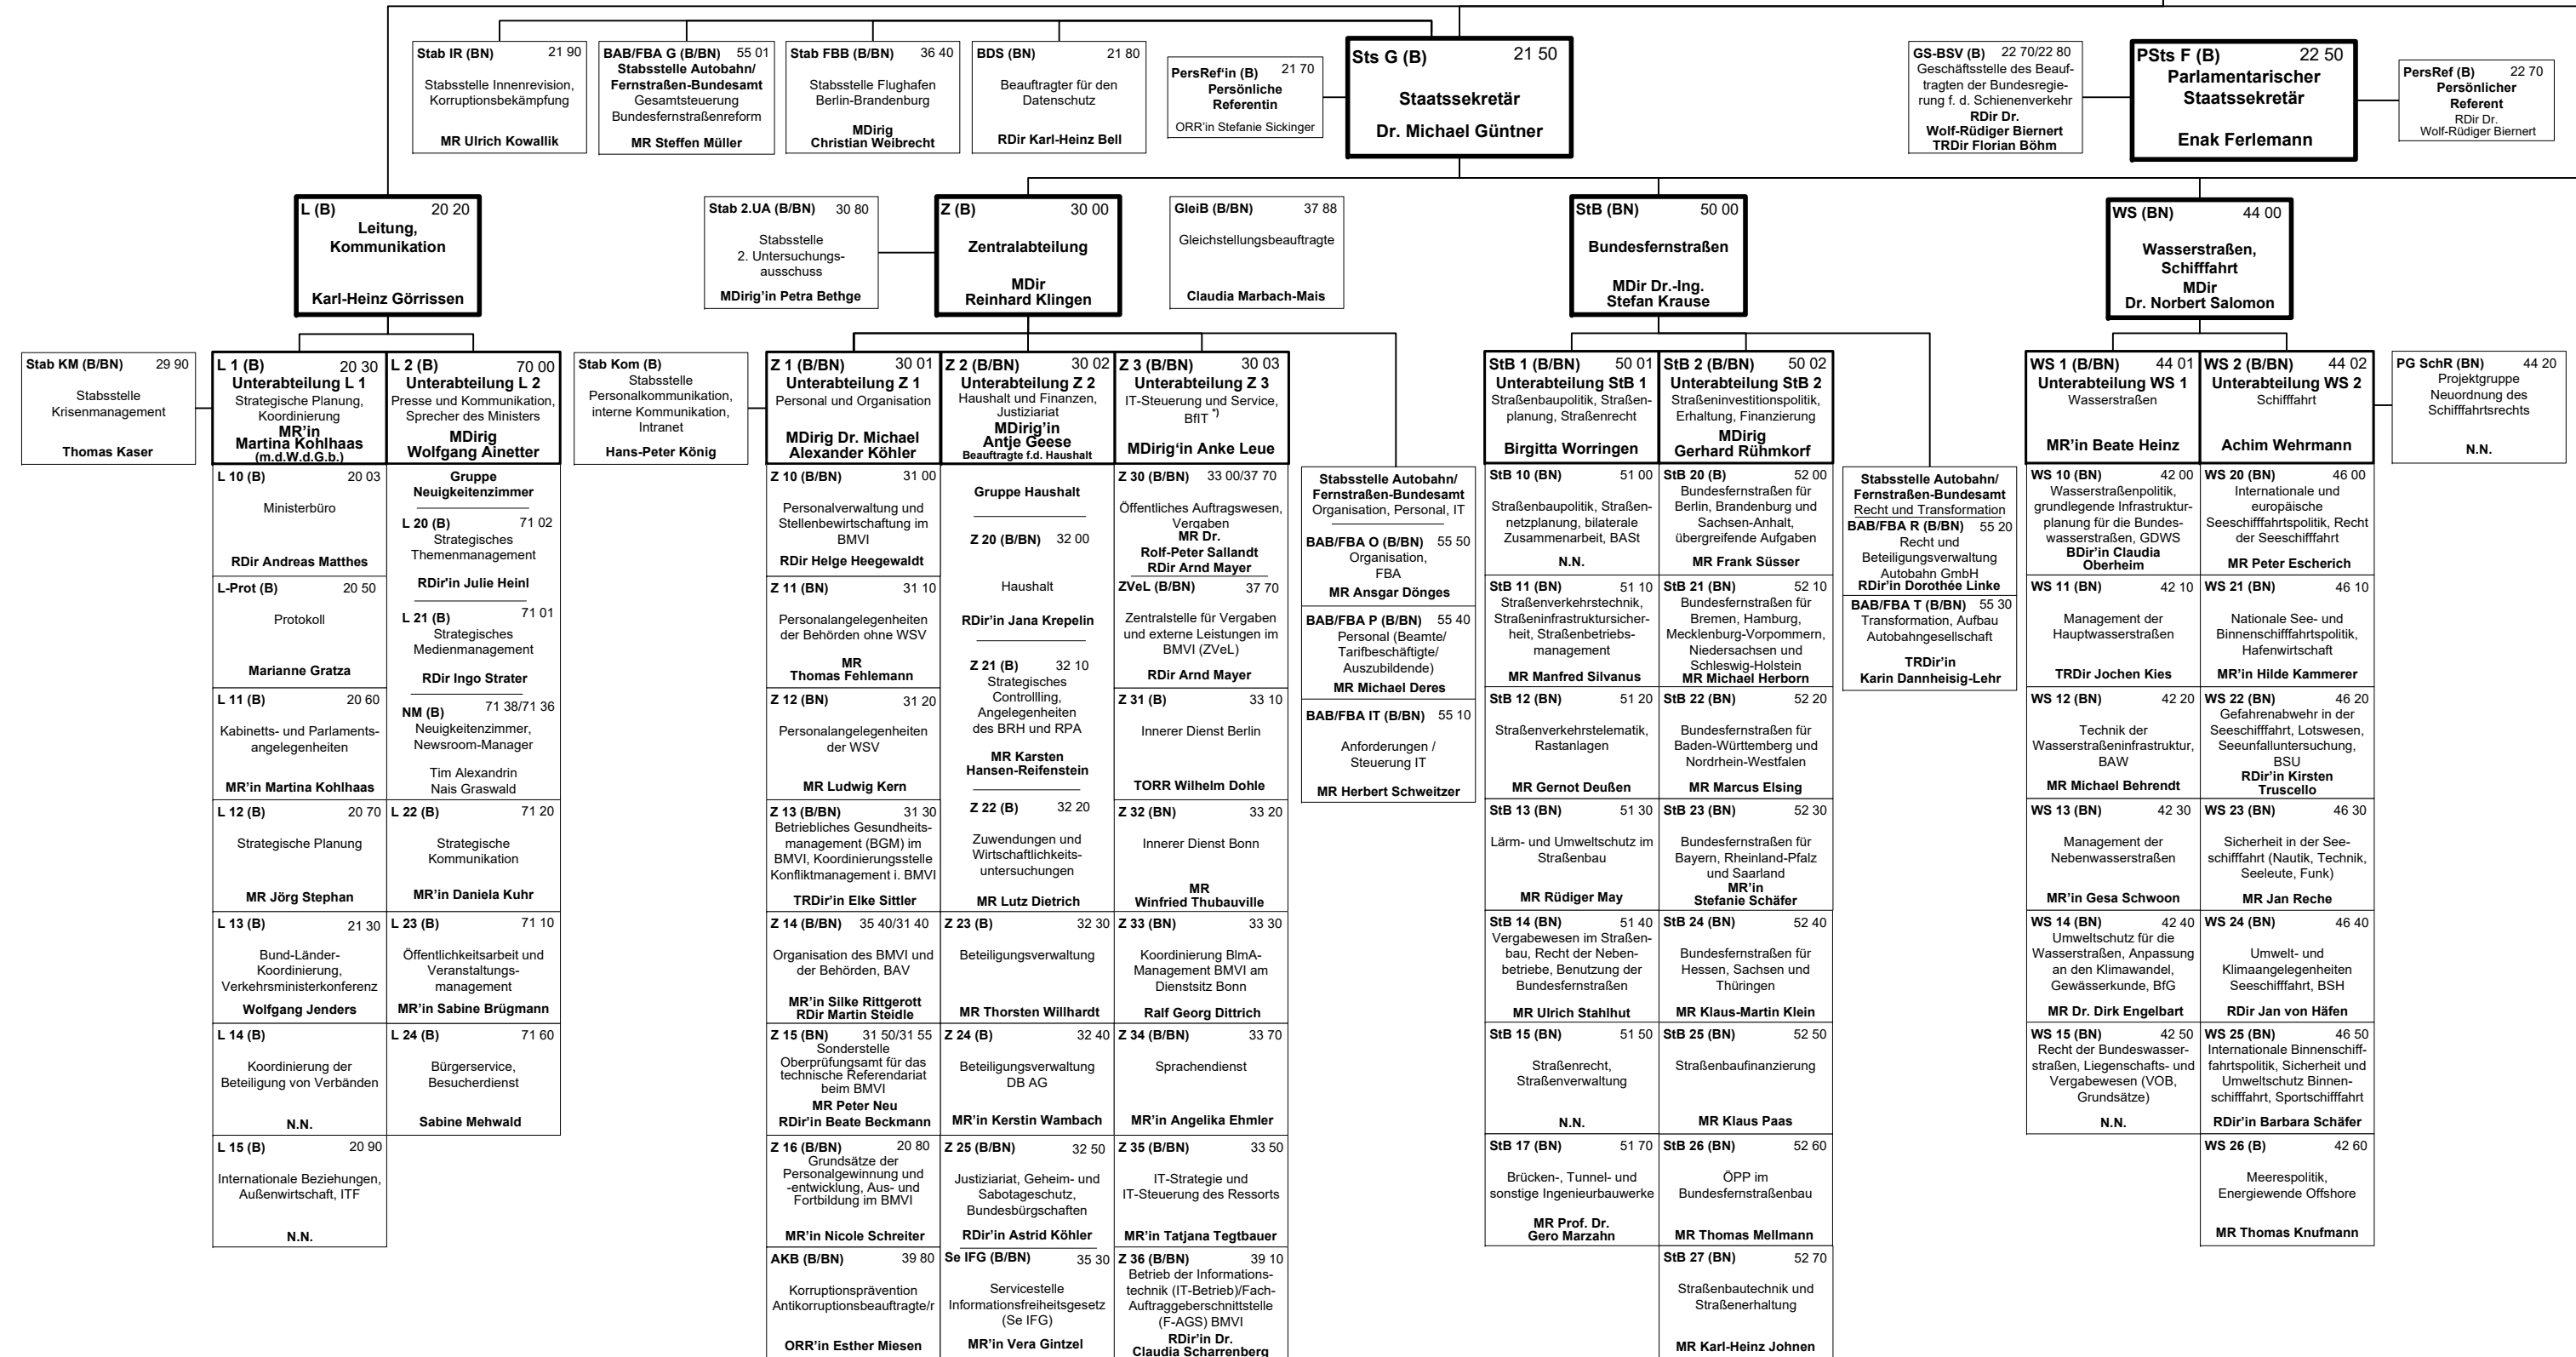 Stab IR (BN) 21 90
Stabsstelle Innenrevision,
Korruptionsbekämpfung
MR Ulrich Kowallik
BAB/FBA G (B/BN) 55 01
Stabsstelle Autobahn/
Fernstraßen-Bundesamt
Gesamtsteuerung
Bundesfernstraßenreform
MR Steffen Müller
Stab FBB (B/BN) 36 40
Stabsstelle Flughafen
Berlin-Brandenburg
MDirig
Christian Weibrecht
BDS (BN) 21 80
Beauftragter für den
Datenschutz
RDir Karl-Heinz Bell
PersRef'in (B) 21 70
Persönliche
Referentin
ORR'in Stefanie Sickinger
Sts G (B) 21 50
Staatssekretär
Dr. Michael Güntner
GS-BSV (B) 22 70/22 80
Geschäftsstelle des Beauf-
tragten der Bundesregie-
rung f. d. Schienenverkehr
RDir Dr.
Wolf-Rüdiger Biernert
TRDir Florian Böhm
PSts F (B) 22 50
Parlamentarischer
Staatssekretär
Enak Ferlemann
PersRef (B) 22 70
Persönlicher
Referent
RDir Dr.
Wolf-Rüdiger Biernert
L (B) 20 20
Leitung,
Kommunikation
Karl-Heinz Görrissen
Stab 2.UA (B/BN) 30 80
Stabsstelle
2. Untersuchungs-
ausschuss
MDirig'in Petra Bethge
Z (B) 30 00
Zentralabteilung
MDir
Reinhard Klingen
GleiB (B/BN) 37 88
Gleichstellungsbeauftragte
Claudia Marbach-Mais
StB (BN) 50 00
Bundesfernstraßen
MDir Dr.-Ing.
Stefan Krause
WS (BN) 44 00
Wasserstraßen,
Schifffahrt
MDir
Dr. Norbert Salomon
Stab KM (B/BN) 29 90
Stabsstelle
Krisenmanagement
Thomas Kaser
L 1 (B) 20 30
Unterabteilung L 1
Strategische Planung,
Koordinierung
MR'in
Martina Kohlhaas
(m.d.W.d.G.b.)
L 10 (B) 20 03
Ministerbüro
RDir Andreas Matthes
L-Prot (B) 20 50
Protokoll
Marianne Gratza
L 11 (B) 20 60
Kabinetts- und Parlaments-
angelegenheiten
MR'in Martina Kohlhaas
L 12 (B) 20 70
Strategische Planung
MR Jörg Stephan
L 13 (B) 21 30
Bund-Länder-
Koordinierung,
Verkehrsministerkonferenz
Wolfgang Jenders
L 14 (B)
Koordinierung der
Beteiligung von Verbänden
N.N.
L 15 (B) 20 90
Internationale Beziehungen,
Außenwirtschaft, ITF
N.N.
L 2 (B) 70 00
Unterabteilung L 2
Presse und Kommunikation,
Sprecher des Ministers
MDirig
Wolfgang Ainetter
Gruppe
Neuigkeitenzimmer
L 20 (B) 71 02
Strategisches
Themenmanagement
RDir'in Julie Heinl
L 21 (B) 71 01
Strategisches
Medienmanagement
RDir Ingo Strater
NM (B) 71 38/71 36
Neuigkeitenzimmer,
Newsroom-Manager
Tim Alexandrin
Nais Graswald
L 22 (B) 71 20
Strategische
Kommunikation
MR'in Daniela Kuhr
L 23 (B) 71 10
Öffentlichkeitsarbeit und
Veranstaltungs-
management
MR'in Sabine Brügmann
L 24 (B) 71 60
Bürgerservice,
Besucherdienst
Sabine Mehwald
Stab Kom (B)
Stabsstelle
Personalkommunikation,
interne Kommunikation,
Intranet
Hans-Peter König
Z 1 (B/BN) 30 01
Unterabteilung Z 1
Personal und Organisation
MDirig Dr. Michael
Alexander Köhler
Z 10 (B/BN) 31 00
Personalverwaltung und
Stellenbewirtschaftung im
BMVI
RDir Helge Heegewaldt
Z 11 (BN) 31 10
Personalangelegenheiten
der Behörden ohne WSV
MR
Thomas Fehlemann
Z 12 (BN) 31 20
Personalangelegenheiten
der WSV
MR Ludwig Kern
Z 13 (B/BN) 31 30
Betriebliches Gesundheits-
management (BGM) im
BMVI, Koordinierungsstelle
Konfliktmanagement i. BMVI
TRDir'in Elke Sittler
Z 14 (B/BN) 35 40/31 40
Organisation des BMVI und
der Behörden, BAV
MR'in Silke Rittgerott
RDir Martin Steidle
Z 15 (BN) 31 50/31 55
Sonderstelle
Oberprüfungsamt für das
technische Referendariat
beim BMVI
MR Peter Neu
RDir'in Beate Beckmann
Z 16 (B/BN) 20 80
Grundsätze der
Personalgewinnung und
-entwicklung, Aus- und
Fortbildung im BMVI
MR'in Nicole Schreiter
AKB (B/BN) 39 80
Korruptionsprävention
Antikorruptionsbeauftragte/r
ORR'in Esther Miesen
Z 2 (B/BN) 30 02
Unterabteilung Z 2
Haushalt und Finanzen,
Justiziariat
MDirig'in
Antje Geese
Beauftragte f.d. Haushalt
Gruppe Haushalt
Z 20 (B/BN) 32 00
Haushalt
RDir'in Jana Krepelin
Z 21 (B) 32 10
Strategisches
Controllling,
Angelegenheiten
des BRH und RPA
MR Karsten
Hansen-Reifenstein
Z 22 (B) 32 20
Zuwendungen und
Wirtschaftlichkeits-
untersuchungen
MR Lutz Dietrich
Z 23 (B) 32 30
Beteiligungsverwaltung
MR Thorsten Willhardt
Z 24 (B) 32 40
Beteiligungsverwaltung
DB AG
MR'in Kerstin Wambach
Z 25 (B/BN) 32 50
Justiziariat, Geheim- und
Sabotageschutz,
Bundesbürgschaften
RDir'in Astrid Köhler
Se IFG (B/BN) 35 30
Servicestelle
Informationsfreiheitsgesetz
(Se IFG)
MR'in Vera Gintzel
Z 3 (B/BN) 30 03
Unterabteilung Z 3
IT-Steuerung und Service,
BfIT *)
MDirig'in Anke Leue
Z 30 (B/BN) 33 00/37 70
Öffentliches Auftragswesen,
Vergaben
MR Dr.
Rolf-Peter Sallandt
RDir Arnd Mayer
ZVeL (B/BN) 37 70
Zentralstelle für Vergaben
und externe Leistungen im
BMVI (ZVeL)
RDir Arnd Mayer
Z 31 (B) 33 10
Innerer Dienst Berlin
TORR Wilhelm Dohle
Z 32 (BN) 33 20
Innerer Dienst Bonn
MR
Winfried Thubauville
Z 33 (BN) 33 30
Koordinierung BImA-
Management BMVI am
Dienstsitz Bonn
Ralf Georg Dittrich
Z 34 (B/BN) 33 70
Sprachendienst
MR'in Angelika Ehmler
Z 35 (B/BN) 33 50
IT-Strategie und
IT-Steuerung des Ressorts
MR'in Tatjana Tegtbauer
Z 36 (B/BN) 39 10
Betrieb der Informations-
technik (IT-Betrieb)/Fach-
Auftraggeberschnittstelle
(F-AGS) BMVI
RDir'in Dr.
Claudia Scharrenberg
Stabsstelle Autobahn/
Fernstraßen-Bundesamt
Organisation, Personal, IT
BAB/FBA O (B/BN) 55 50
Organisation,
FBA
MR Ansgar Dönges
BAB/FBA P (B/BN) 55 40
Personal (Beamte/
Tarifbeschäftigte/
Auszubildende)
MR Michael Deres
BAB/FBA IT (B/BN) 55 10
Anforderungen /
Steuerung IT
MR Herbert Schweitzer
StB 1 (B/BN) 50 01
Unterabteilung StB 1
Straßenbaupolitik, Straßen-
planung, Straßenrecht
Birgitta Worringen
StB 10 (BN) 51 00
Straßenbaupolitik, Straßen-
netzplanung, bilaterale
Zusammenarbeit, BASt
N.N.
StB 11 (BN) 51 10
Straßenverkehrstechnik,
Straßeninfrastruktursicher-
heit, Straßenbetriebs-
management
MR Manfred Silvanus
StB 12 (BN) 51 20
Straßenverkehrstelematik,
Rastanlagen
MR Gernot Deußen
StB 13 (BN) 51 30
Lärm- und Umweltschutz im
Straßenbau
MR Rüdiger May
StB 14 (BN) 51 40
Vergabewesen im Straßen-
bau, Recht der Neben-
betriebe, Benutzung der
Bundesfernstraßen
MR Ulrich Stahlhut
StB 15 (BN) 51 50
Straßenrecht,
Straßenverwaltung
N.N.
StB 17 (BN) 51 70
Brücken-, Tunnel- und
sonstige Ingenieurbauwerke
MR Prof. Dr.
Gero Marzahn
StB 2 (B/BN) 50 02
Unterabteilung StB 2
Straßeninvestitionspolitik,
Erhaltung, Finanzierung
MDirig
Gerhard Rühmkorf
StB 20 (B) 52 00
Bundesfernstraßen für
Berlin, Brandenburg und
Sachsen-Anhalt,
übergreifende Aufgaben
MR Frank Süsser
StB 21 (BN) 52 10
Bundesfernstraßen für
Bremen, Hamburg,
Mecklenburg-Vorpommern,
Niedersachsen und
Schleswig-Holstein
MR Michael Herborn
StB 22 (BN) 52 20
Bundesfernstraßen für
Baden-Württemberg und
Nordrhein-Westfalen
MR Marcus Elsing
StB 23 (BN) 52 30
Bundesfernstraßen für
Bayern, Rheinland-Pfalz
und Saarland
MR'in
Stefanie Schäfer
StB 24 (BN) 52 40
Bundesfernstraßen für
Hessen, Sachsen und
Thüringen
MR Klaus-Martin Klein
StB 25 (BN) 52 50
Straßenbaufinanzierung
MR Klaus Paas
StB 26 (BN) 52 60
ÖPP im
Bundesfernstraßenbau
MR Thomas Mellmann
StB 27 (BN) 52 70
Straßenbautechnik und
Straßenerhaltung
MR Karl-Heinz Johnen
Stabsstelle Autobahn/
Fernstraßen-Bundesamt
Recht und Transformation
BAB/FBA R (B/BN) 55 20
Recht und
Beteiligungsverwaltung
Autobahn GmbH
RDir'in Dorothée Linke
BAB/FBA T (B/BN) 55 30
Transformation, Aufbau
Autobahngesellschaft
TRDir'in
Karin Dannheisig-Lehr
WS 1 (B/BN) 44 01
Unterabteilung WS 1
Wasserstraßen
MR'in Beate Heinz
WS 10 (BN) 42 00
Wasserstraßenpolitik,
grundlegende Infrastruktur-
planung für die Bundes-
wasserstraßen, GDWS
BDir'in Claudia
Oberheim
WS 11 (BN) 42 10
Management der
Hauptwasserstraßen
TRDir Jochen Kies
WS 12 (BN) 42 20
Technik der
Wasserstraßeninfrastruktur,
BAW
MR Michael Behrendt
WS 13 (BN) 42 30
Management der
Nebenwasserstraßen
MR'in Gesa Schwoon
WS 14 (BN) 42 40
Umweltschutz für die
Wasserstraßen, Anpassung
an den Klimawandel,
Gewässerkunde, BfG
MR Dr. Dirk Engelbart
WS 15 (BN) 42 50
Recht der Bundeswasser-
straßen, Liegenschafts- und
Vergabewesen (VOB,
Grundsätze)
N.N.
WS 2 (B/BN) 44 02
Unterabteilung WS 2
Schifffahrt
Achim Wehrmann
WS 20 (BN) 46 00
Internationale und
europäische
Seeschifffahrtspolitik, Recht
der Seeschifffahrt
MR Peter Escherich
WS 21 (BN) 46 10
Nationale See- und
Binnenschifffahrtspolitik,
Hafenwirtschaft
MR'in Hilde Kammerer
WS 22 (BN) 46 20
Gefahrenabwehr in der
Seeschifffahrt, Lotswesen,
Seeunfalluntersuchung,
BSU
RDir'in Kirsten
Truscello
WS 23 (BN) 46 30
Sicherheit in der See-
schifffahrt (Nautik, Technik,
Seeleute, Funk)
MR Jan Reche
WS 24 (BN) 46 40
Umwelt- und
Klimaangelegenheiten
Seeschifffahrt, BSH
RDir Jan von Häfen
WS 25 (BN) 46 50
Internationale Binnenschiff-
fahrtspolitik, Sicherheit und
Umweltschutz Binnen-
schifffahrt, Sportschifffahrt
RDir'in Barbara Schäfer
WS 26 (B) 42 60
Meerespolitik,
Energiewende Offshore
MR Thomas Knufmann
PG SchR (BN) 44 20
Projektgruppe
Neuordnung des
Schifffahrtsrechts
N.N.